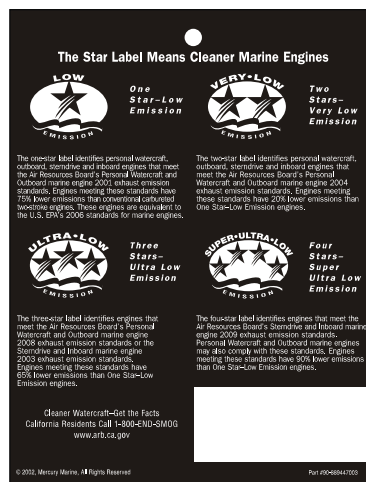 The Star Label Means Cleaner Marine Engines
LOW
EMISSION
One
Star–Low
Emission
The one-star label identifies personal watercraft,
outboard, sterndrive and inboard engines that meet
the Air Resources Board's Personal Watercraft and
Outboard marine engine 2001 exhaust emission
standards. Engines meeting these standards have
75% lower emissions than conventional carbureted
two-stroke engines. These engines are equivalent to
the U.S. EPA's 2006 standards for marine engines.
VERY•LOW
EMISSION
Two
Stars–
Very Low
Emission
The two-star label identifies personal watercraft,
outboard, sterndrive and inboard engines that
meet the Air Resources Board's Personal
Watercraft and Outboard marine engine 2004
exhaust emission standards. Engines meeting
these standards have 20% lower emissions than
One Star–Low Emission engines.
ULTRA•LOW
EMISSION
Three
Stars–
Ultra Low
Emission
The three-star label identifies engines that
meet the Air Resources Board's Personal
Watercraft and Outboard marine engine
2008 exhaust emission standards or the
Sterndrive and Inboard marine engine
2003 exhaust emission standards.
Engines meeting these standards have
65% lower emissions than One Star–Low
Emission engines.
SUPER•ULTRA•LOW
EMISSION
Four
Stars–
Super
Ultra Low
Emission
The four-star label identifies engines that meet the
Air Resources Board's Sterndrive and Inboard marine
engine 2009 exhaust emission standards.
Personal Watercraft and Outboard marine engines
may also comply with these standards. Engines
meeting these standards have 90% lower emissions
than One Star–Low Emission engines.
Cleaner Watercraft–Get the Facts
California Residents Call 1-800-END-SMOG
www.arb.ca.gov
© 2002, Mercury Marine, All Rights Reserved
Part #90-889447003